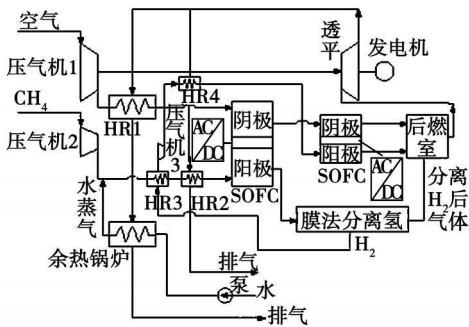 空气
压气机1
CH4
压气机2
水蒸气
余热锅炉
HR1
压气机3
HR4
HR3
HR2
AC/DC
阴极
阳极
SOFC
透平
发电机
阴极
阳极
SOFC
AC/DC
后燃室
分离H2后气体
膜法分离氢
H2
排气
泵
水
排气